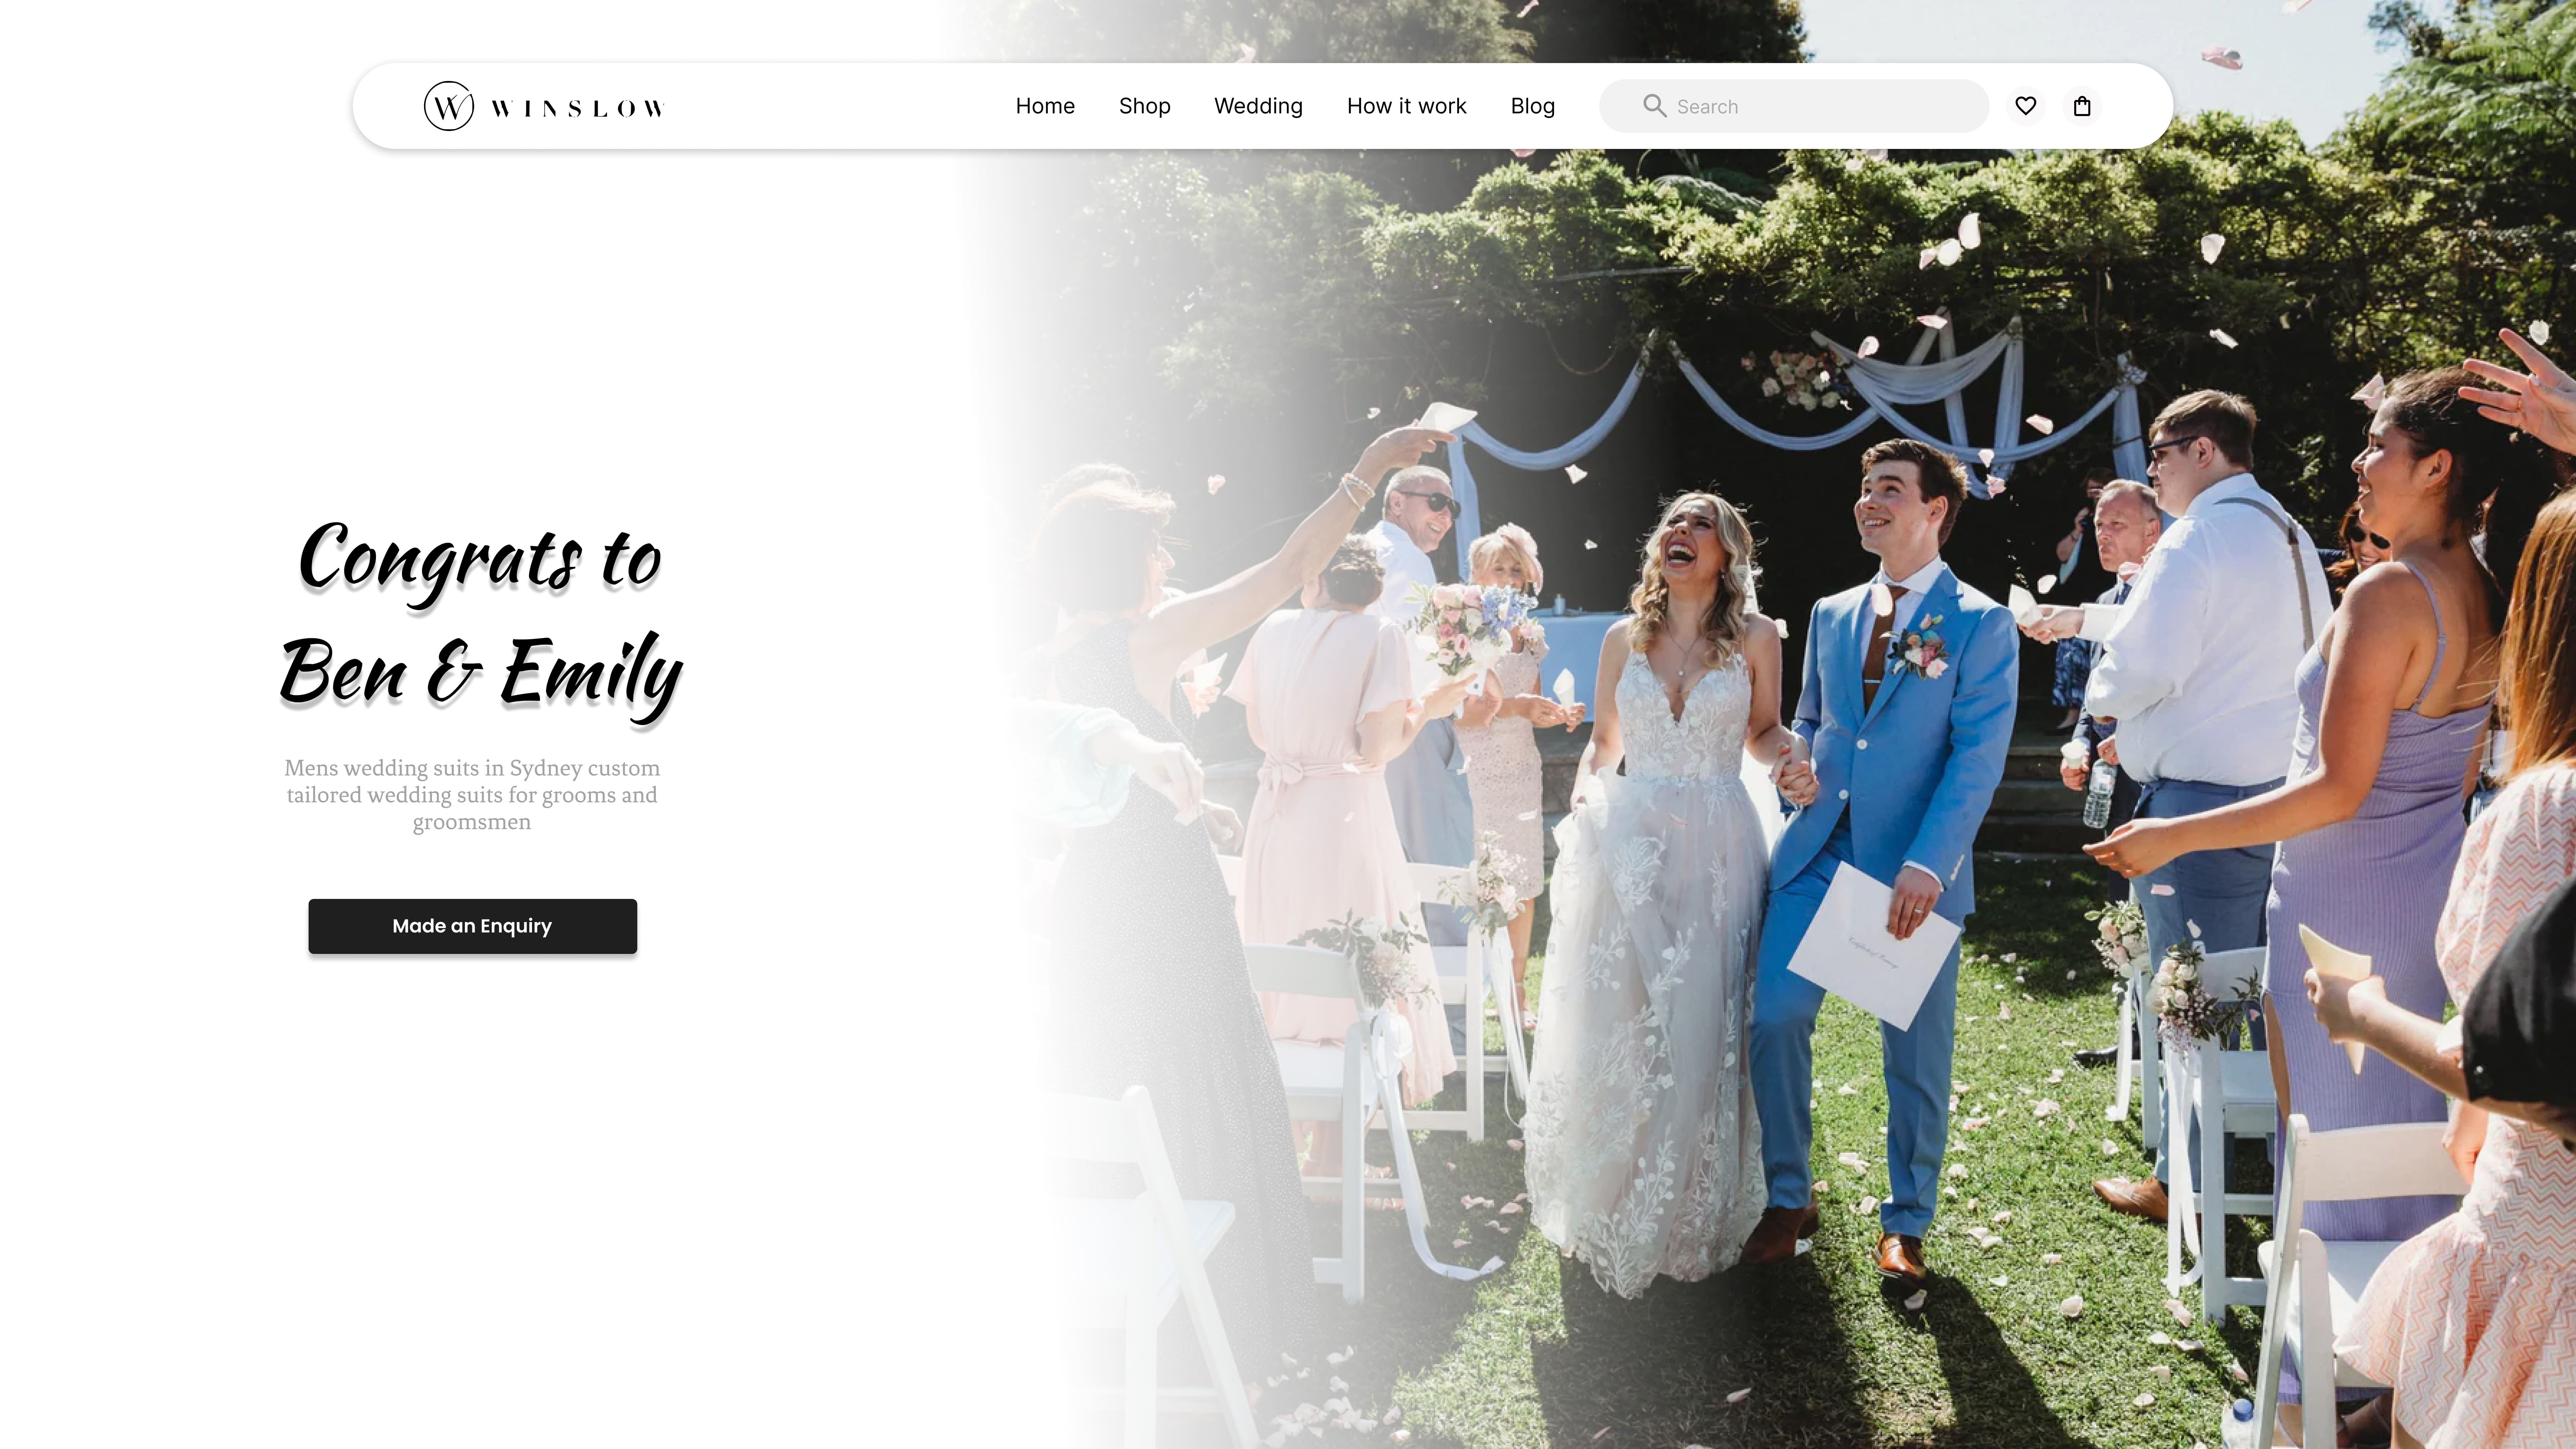 W WINSLOW
Home Shop Wedding How it work Blog Search
Congrats to
Ben & Emily
Mens wedding suits in Sydney custom
tailored wedding suits for grooms and
groomsmen
Made an Enquiry